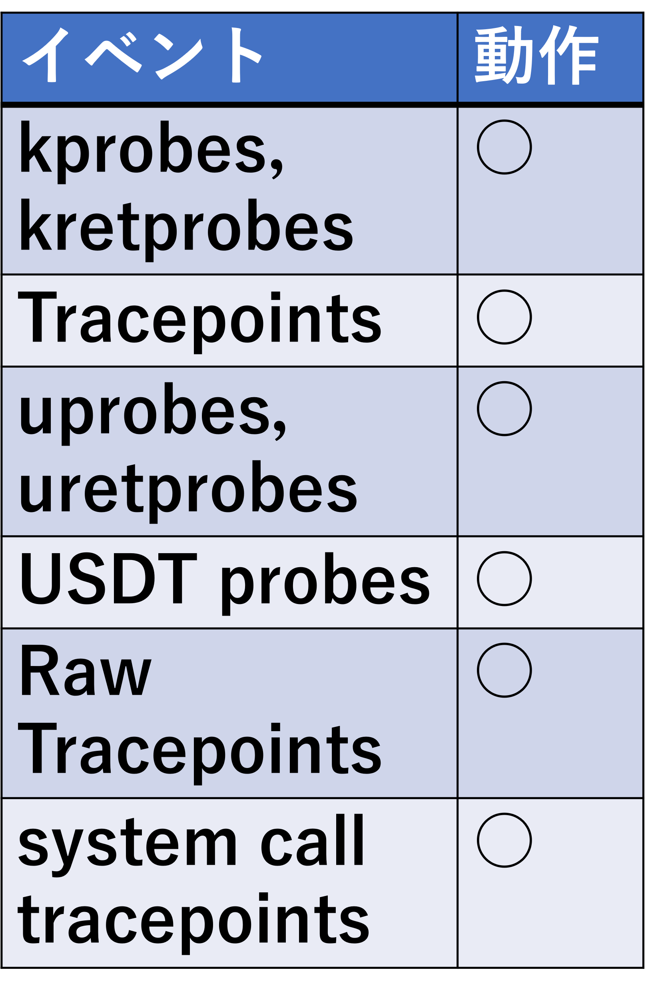 イベント 動作
kprobes, ○
kretprobes
Tracepoints ○
uprobes, ○
uretprobes
USDT probes ○
Raw ○
Tracepoints
system call ○
tracepoints